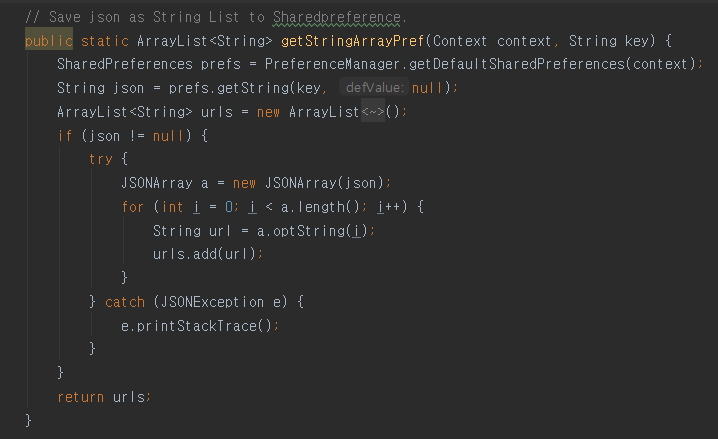 // Save json as String List to Sharedpreference.
public static ArrayList<String> getStringArrayPref(Context context, String key) {
    SharedPreferences prefs = PreferenceManager.getDefaultSharedPreferences(context);
    String json = prefs.getString(key, defValue: null);
    ArrayList<String> urls = new ArrayList<~>();
    if (json != null) {
        try {
            JSONArray a = new JSONArray(json);
            for (int i = 0; i < a.length(); i++) {
                String url = a.optString(i);
                urls.add(url);
            }
        } catch (JSONException e) {
            e.printStackTrace();
        }
    }
    return urls;
}